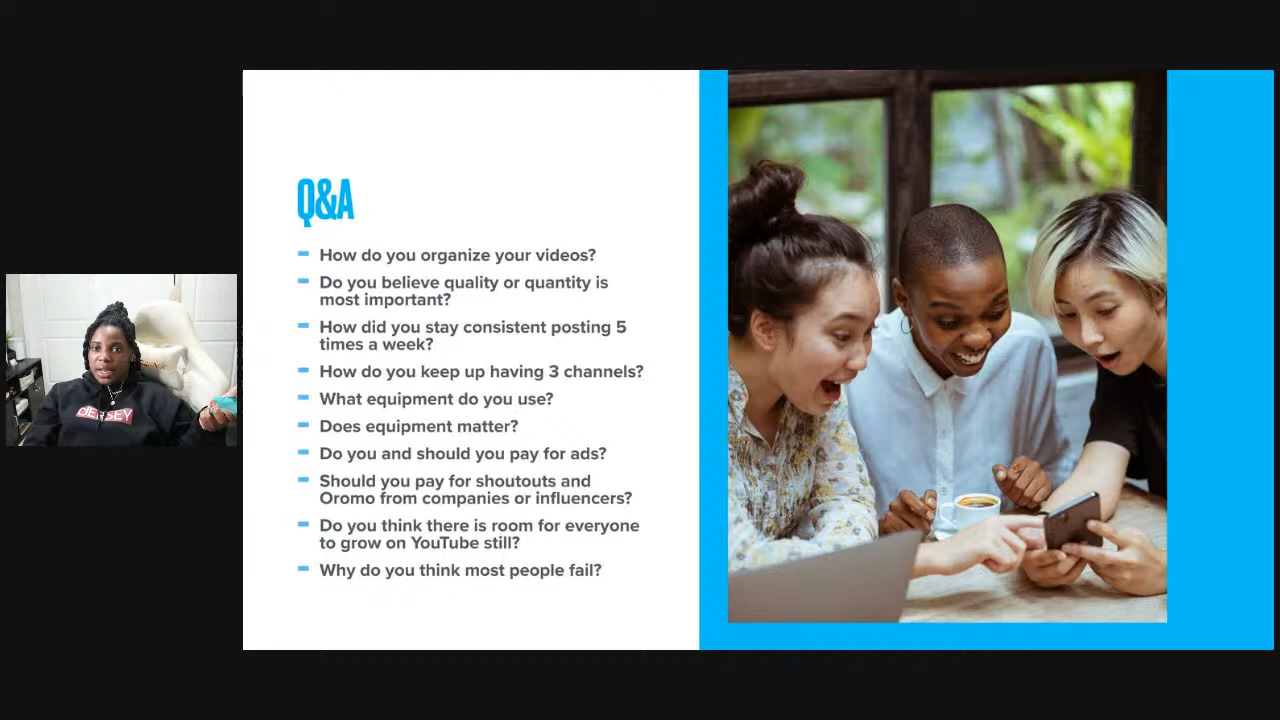 Q&A
How do you organize your videos?
Do you believe quality or quantity is
most important?
How did you stay consistent posting 5
times a week?
How do you keep up having 3 channels?
What equipment do you use?
Does equipment matter?
Do you and should you pay for ads?
Should you pay for shoutouts and
Oromo from companies or influencers?
Do you think there is room for everyone
to grow on YouTube still?
Why do you think most people fail?